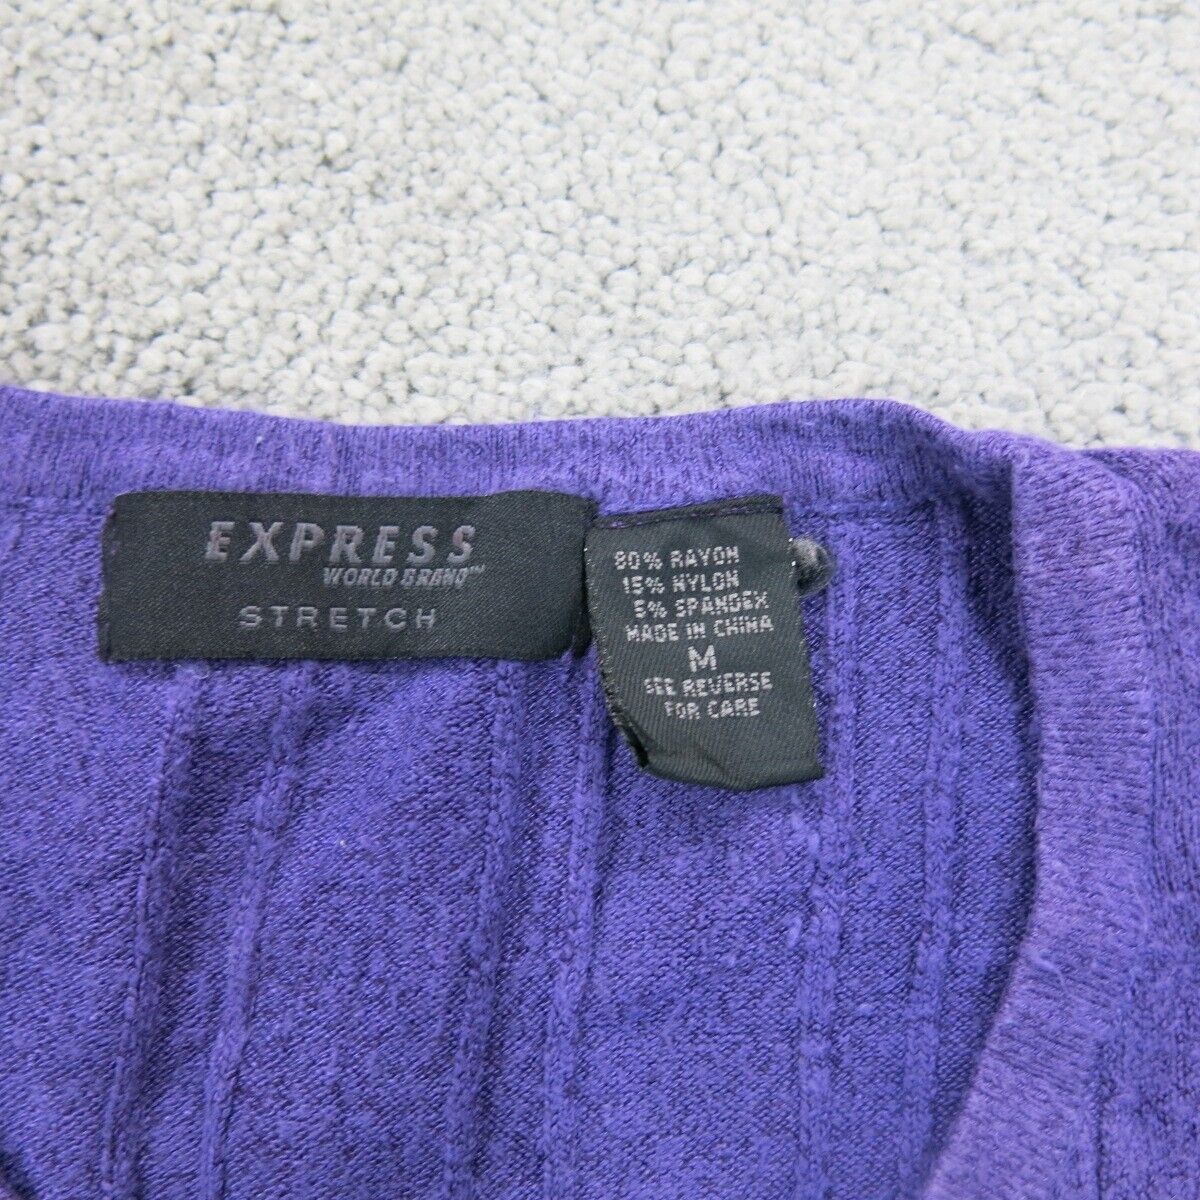 EXPRESS
WORLD BRAND™
STRETCH
80% RAYON
15% NYLON
5% SPANDEX
MADE IN CHINA
M
SEE REVERSE
FOR CARE